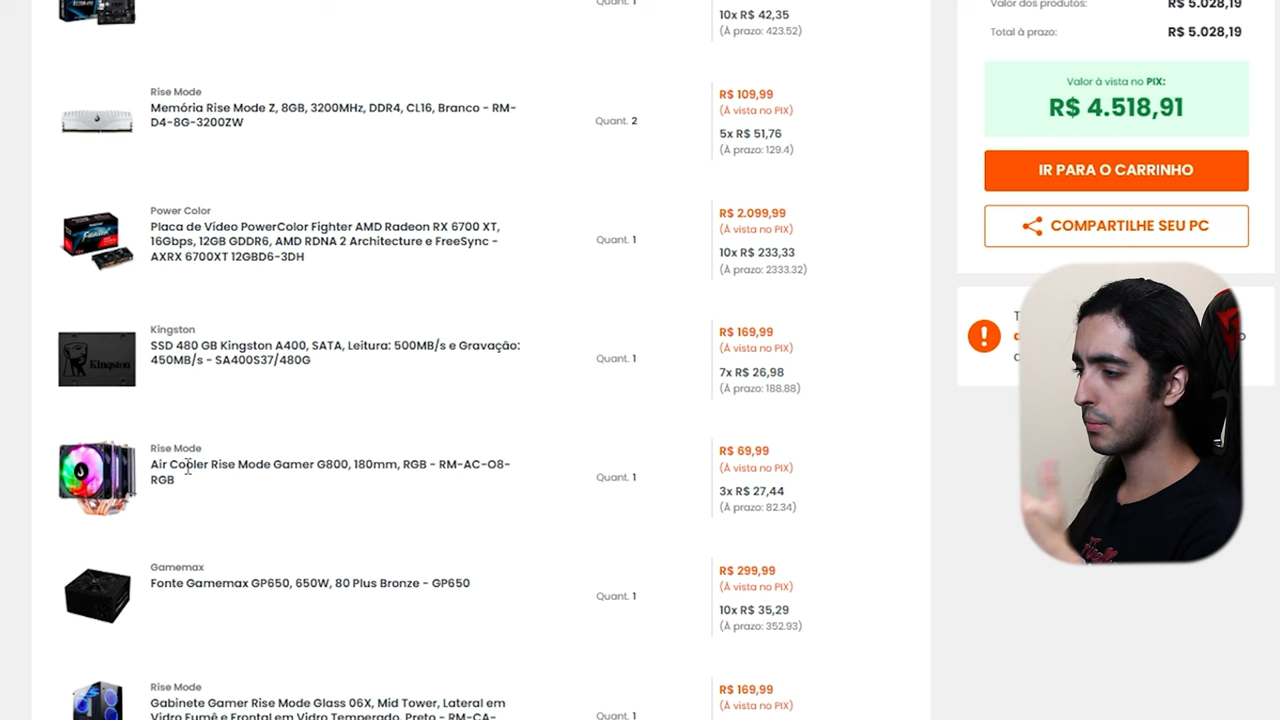 Quant. 1
10x R$ 42,35
(À prazo: 423.52)
Rise Mode
Memória Rise Mode Z, 8GB, 3200MHz, DDR4, CL16, Branco - RM-
D4-8G-3200ZW
Quant. 2
R$ 109,99
(À vista no PIX)
5x R$ 51,76
(À prazo: 129.4)
Power Color
Placa de Vídeo PowerColor Fighter AMD Radeon RX 6700 XT,
16Gbps, 12GB GDDR6, AMD RDNA 2 Architecture e FreeSync -
AXRX 6700XT 12GBD6-3DH
Quant. 1
R$ 2.099,99
(À vista no PIX)
10x R$ 233,33
(À prazo: 2333.32)
Kingston
SSD 480 GB Kingston A400, SATA, Leitura: 500MB/s e Gravação:
450MB/s - SA400S37/480G
Kingston
Quant. 1
R$ 169,99
(À vista no PIX)
7x R$ 26,98
(À prazo: 188.88)
Rise Mode
Air Cooler Rise Mode Gamer G800, 180mm, RGB - RM-AC-O8-
RGB
Quant. 1
R$ 69,99
(À vista no PIX)
3x R$ 27,44
(À prazo: 82.34)
Gamemax
Fonte Gamemax GP650, 650W, 80 Plus Bronze - GP650
Quant. 1
R$ 299,99
(À vista no PIX)
10x R$ 35,29
(À prazo: 352.93)
Rise Mode
Gabinete Gamer Rise Mode Glass 06X, Mid Tower, Lateral em
Vidro Fumê e Frontal em Vidro Temperado, Preto - RM-CA-
Quant. 1
R$ 169,99
(À vista no PIX)
Valor dos produtos: R$ 5.028,19
Total à prazo: R$ 5.028,19
Valor à vista no PIX:
R$ 4.518,91
IR PARA O CARRINHO
COMPARTILHE SEU PC